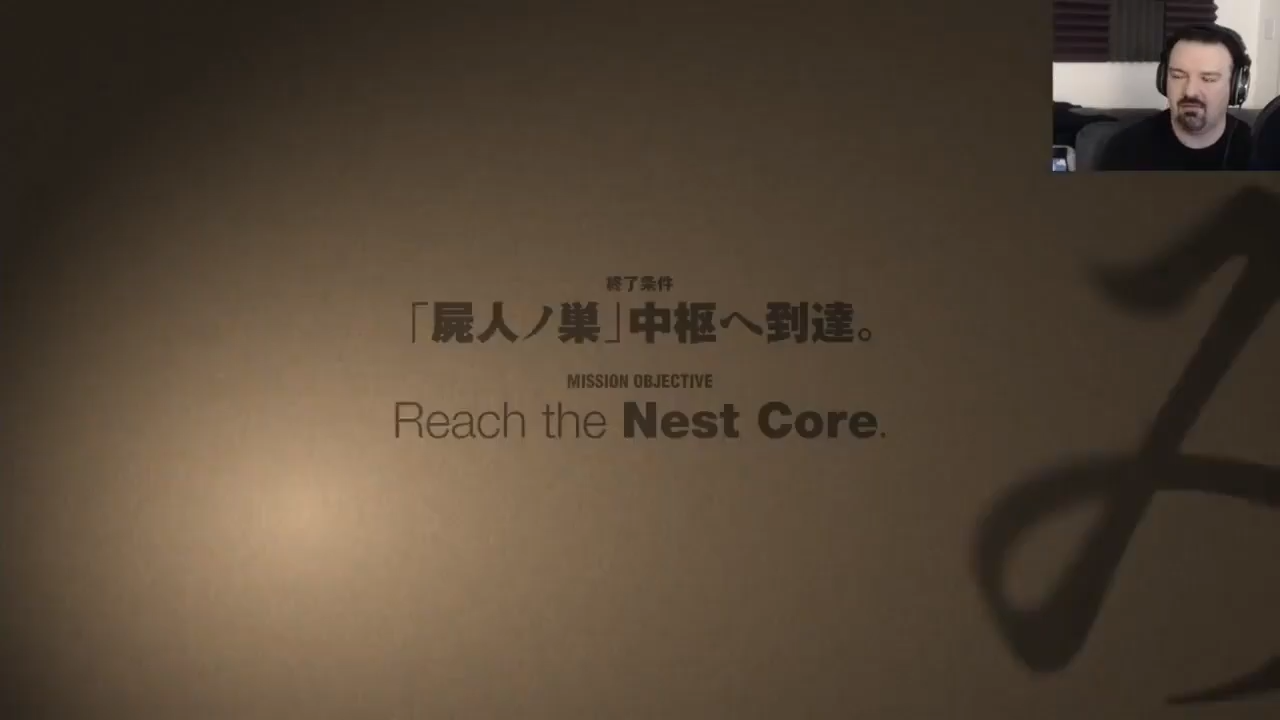 終了条件
「屍人ノ巣」中枢へ到達。
MISSION OBJECTIVE
Reach the Nest Core.